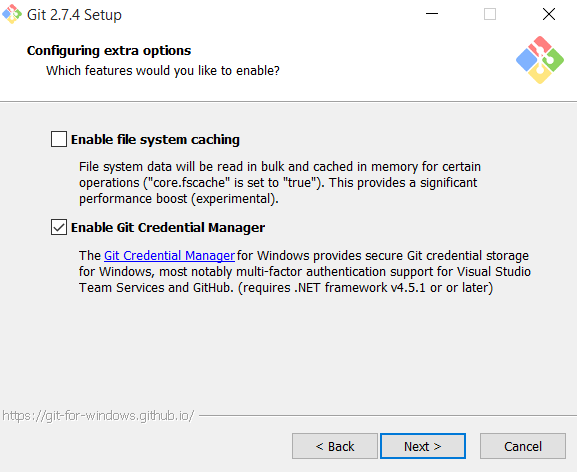 Git 2.7.4 Setup
Configuring extra options
Which features would you like to enable?
Enable file system caching
File system data will be read in bulk and cached in memory for certain
operations ("core.fscache" is set to "true"). This provides a significant
performance boost (experimental).
Enable Git Credential Manager
The Git Credential Manager for Windows provides secure Git credential storage
for Windows, most notably multi-factor authentication support for Visual Studio
Team Services and GitHub. (requires .NET framework v4.5.1 or or later)
https://git-for-windows.github.io/
< Back
Next >
Cancel